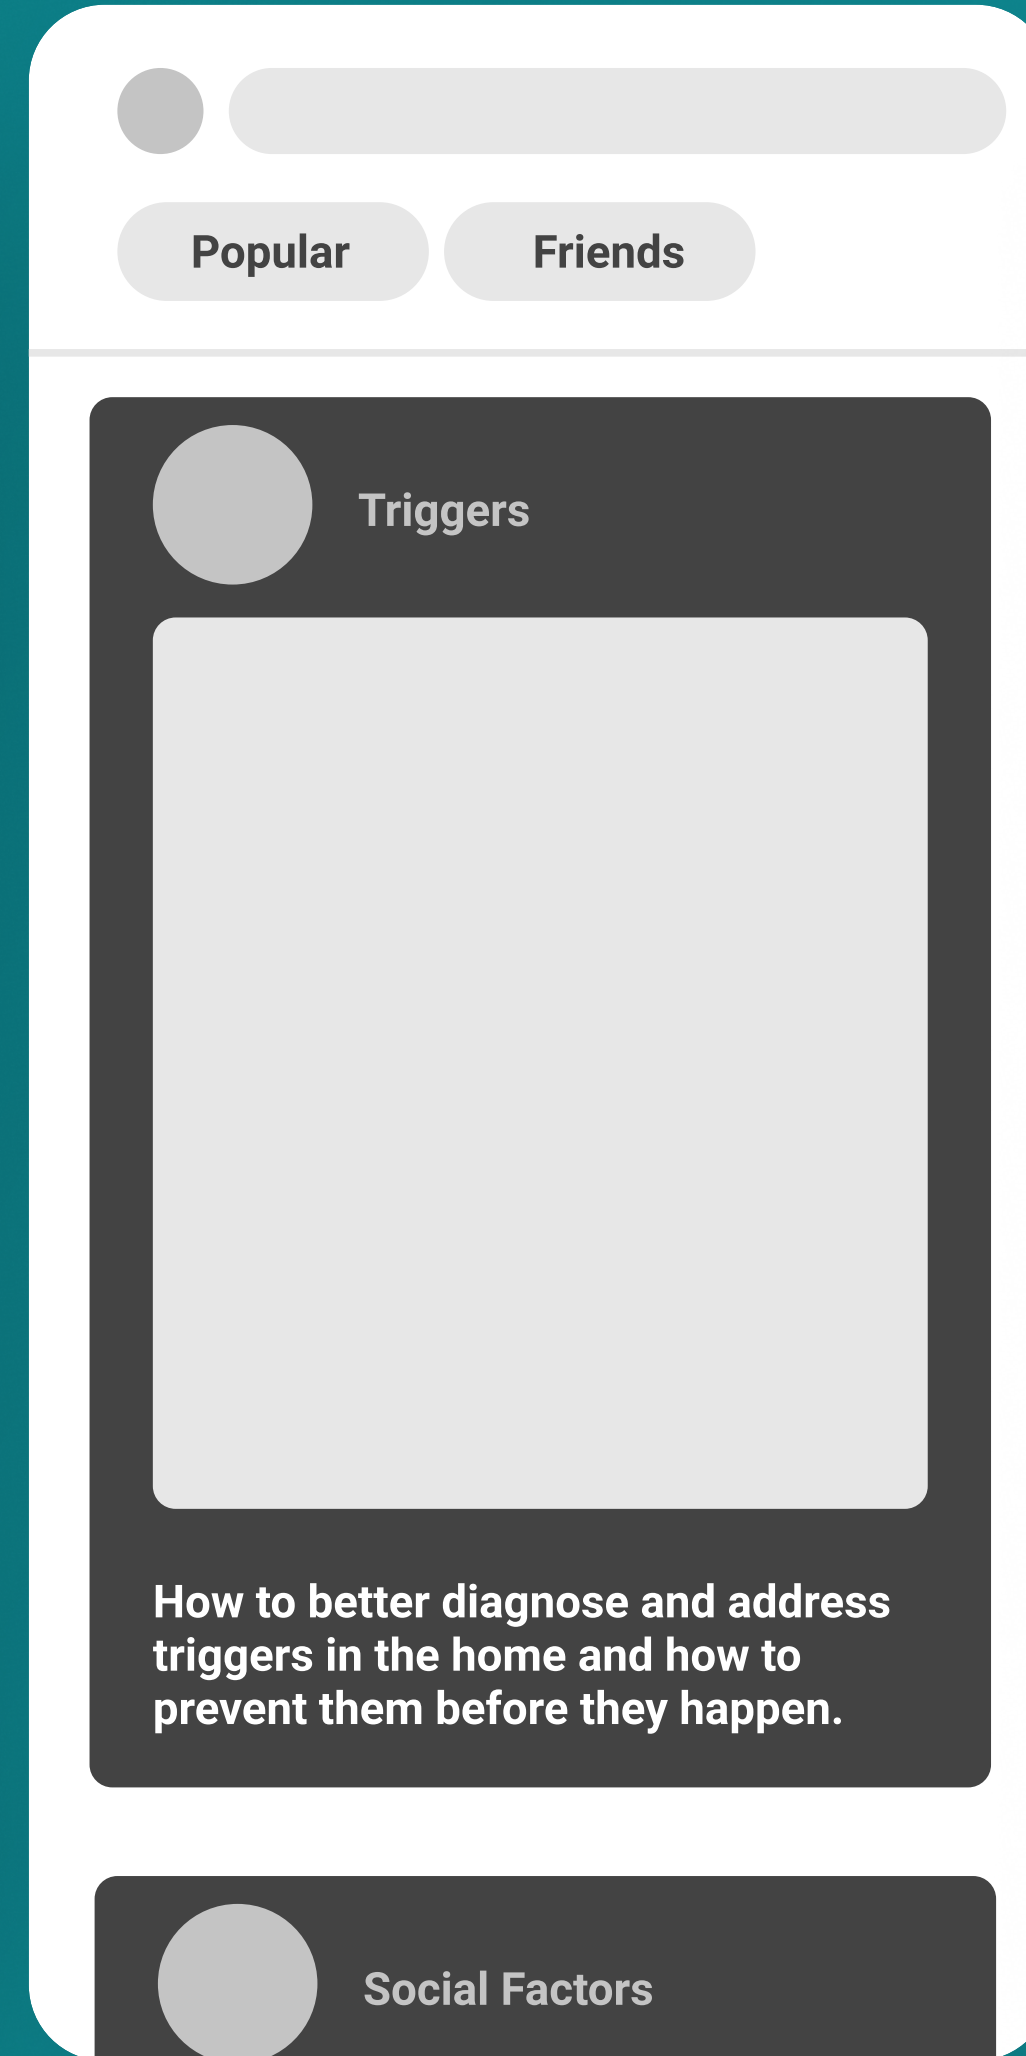 Popular
Friends
Triggers
How to better diagnose and address
triggers in the home and how to
prevent them before they happen.
Social Factors